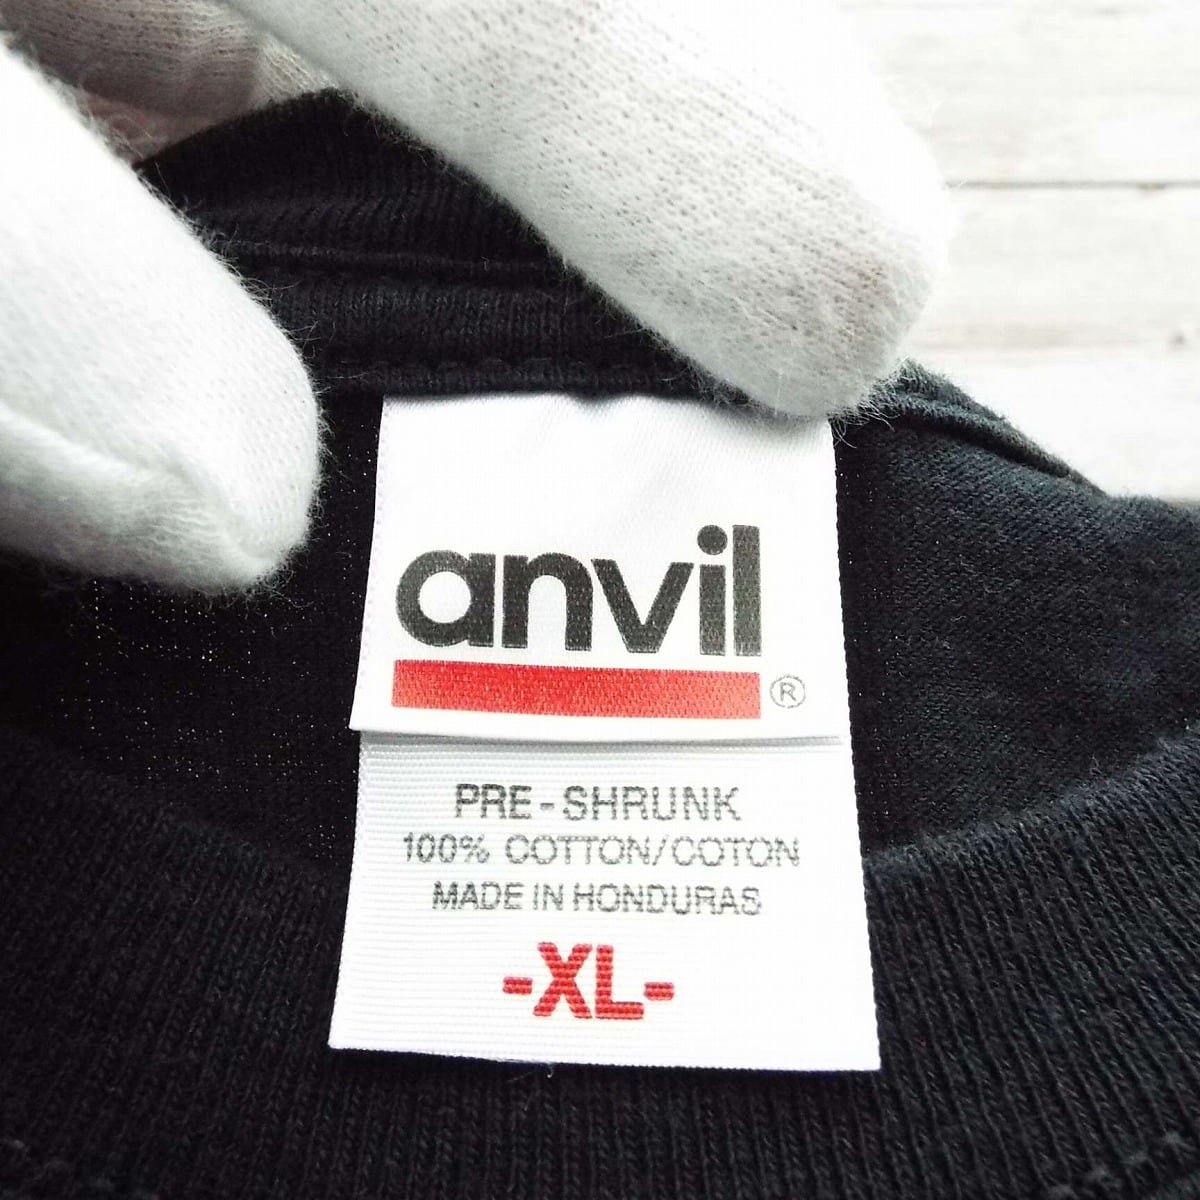 anvil
®
PRE-SHRUNK
100% COTTON/COTON
MADE IN HONDURAS
-XL-